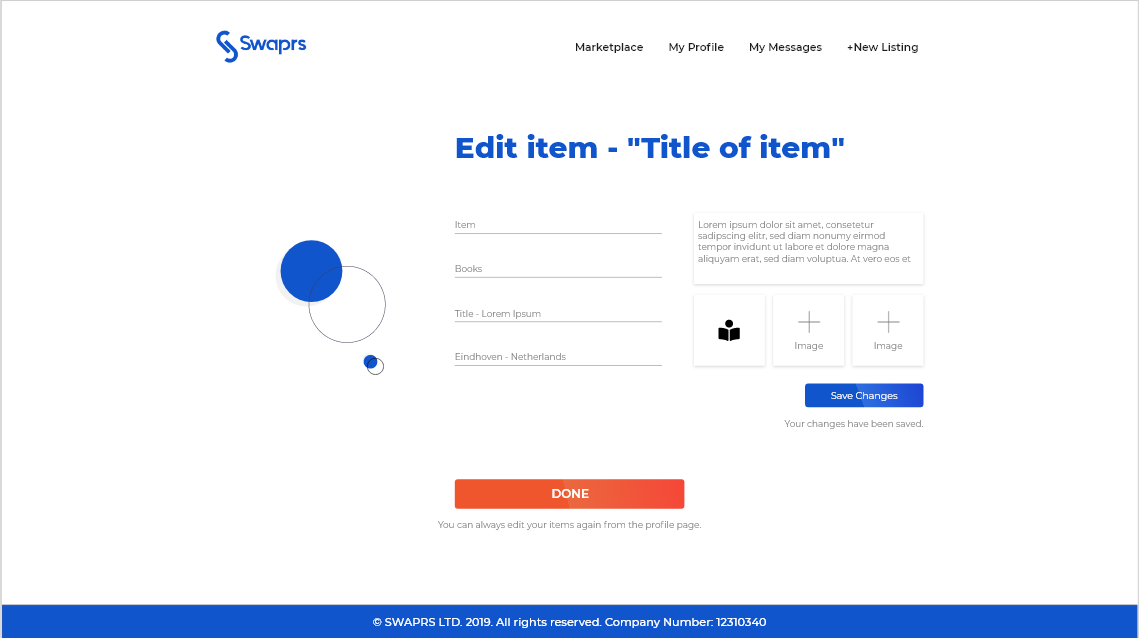 Swaprs
Marketplace
My Profile
My Messages
+New Listing
Edit item - "Title of item"
Item
Books
Title - Lorem Ipsum
Eindhoven - Netherlands
Lorem ipsum dolor sit amet, consetetur
sadipscing elitr, sed diam nonumy eirmod
tempor invidunt ut labore et dolore magna
aliquyam erat, sed diam voluptua. At vero eos et
Image
Image
Save Changes
Your changes have been saved.
DONE
You can always edit your items again from the profile page.
© SWAPRS LTD. 2019. All rights reserved. Company Number: 12310340